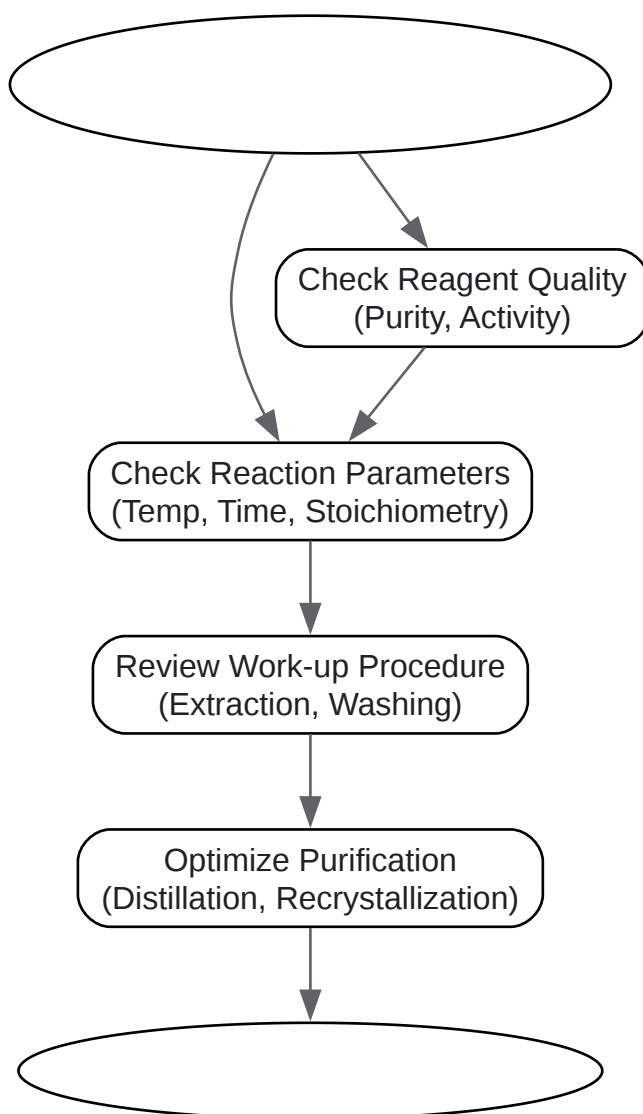 Check Reagent Quality
(Purity, Activity)
Check Reaction Parameters
(Temp, Time, Stoichiometry)
Review Work-up Procedure
(Extraction, Washing)
Optimize Purification
(Distillation, Recrystallization)